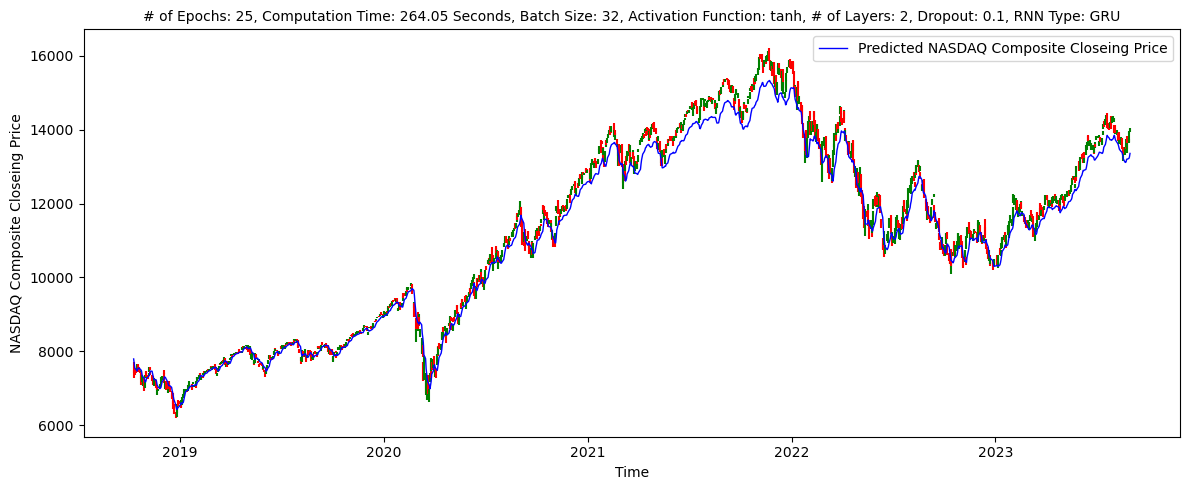 # of Epochs: 25, Computation Time: 264.05 Seconds, Batch Size: 32, Activation Function: tanh, # of Layers: 2, Dropout: 0.1, RNN Type: GRU
Predicted NASDAQ Composite Closeing Price
NASDAQ Composite Closeing Price
16000
14000
12000
10000
8000
6000
2019
2020
2021
2022
2023
Time